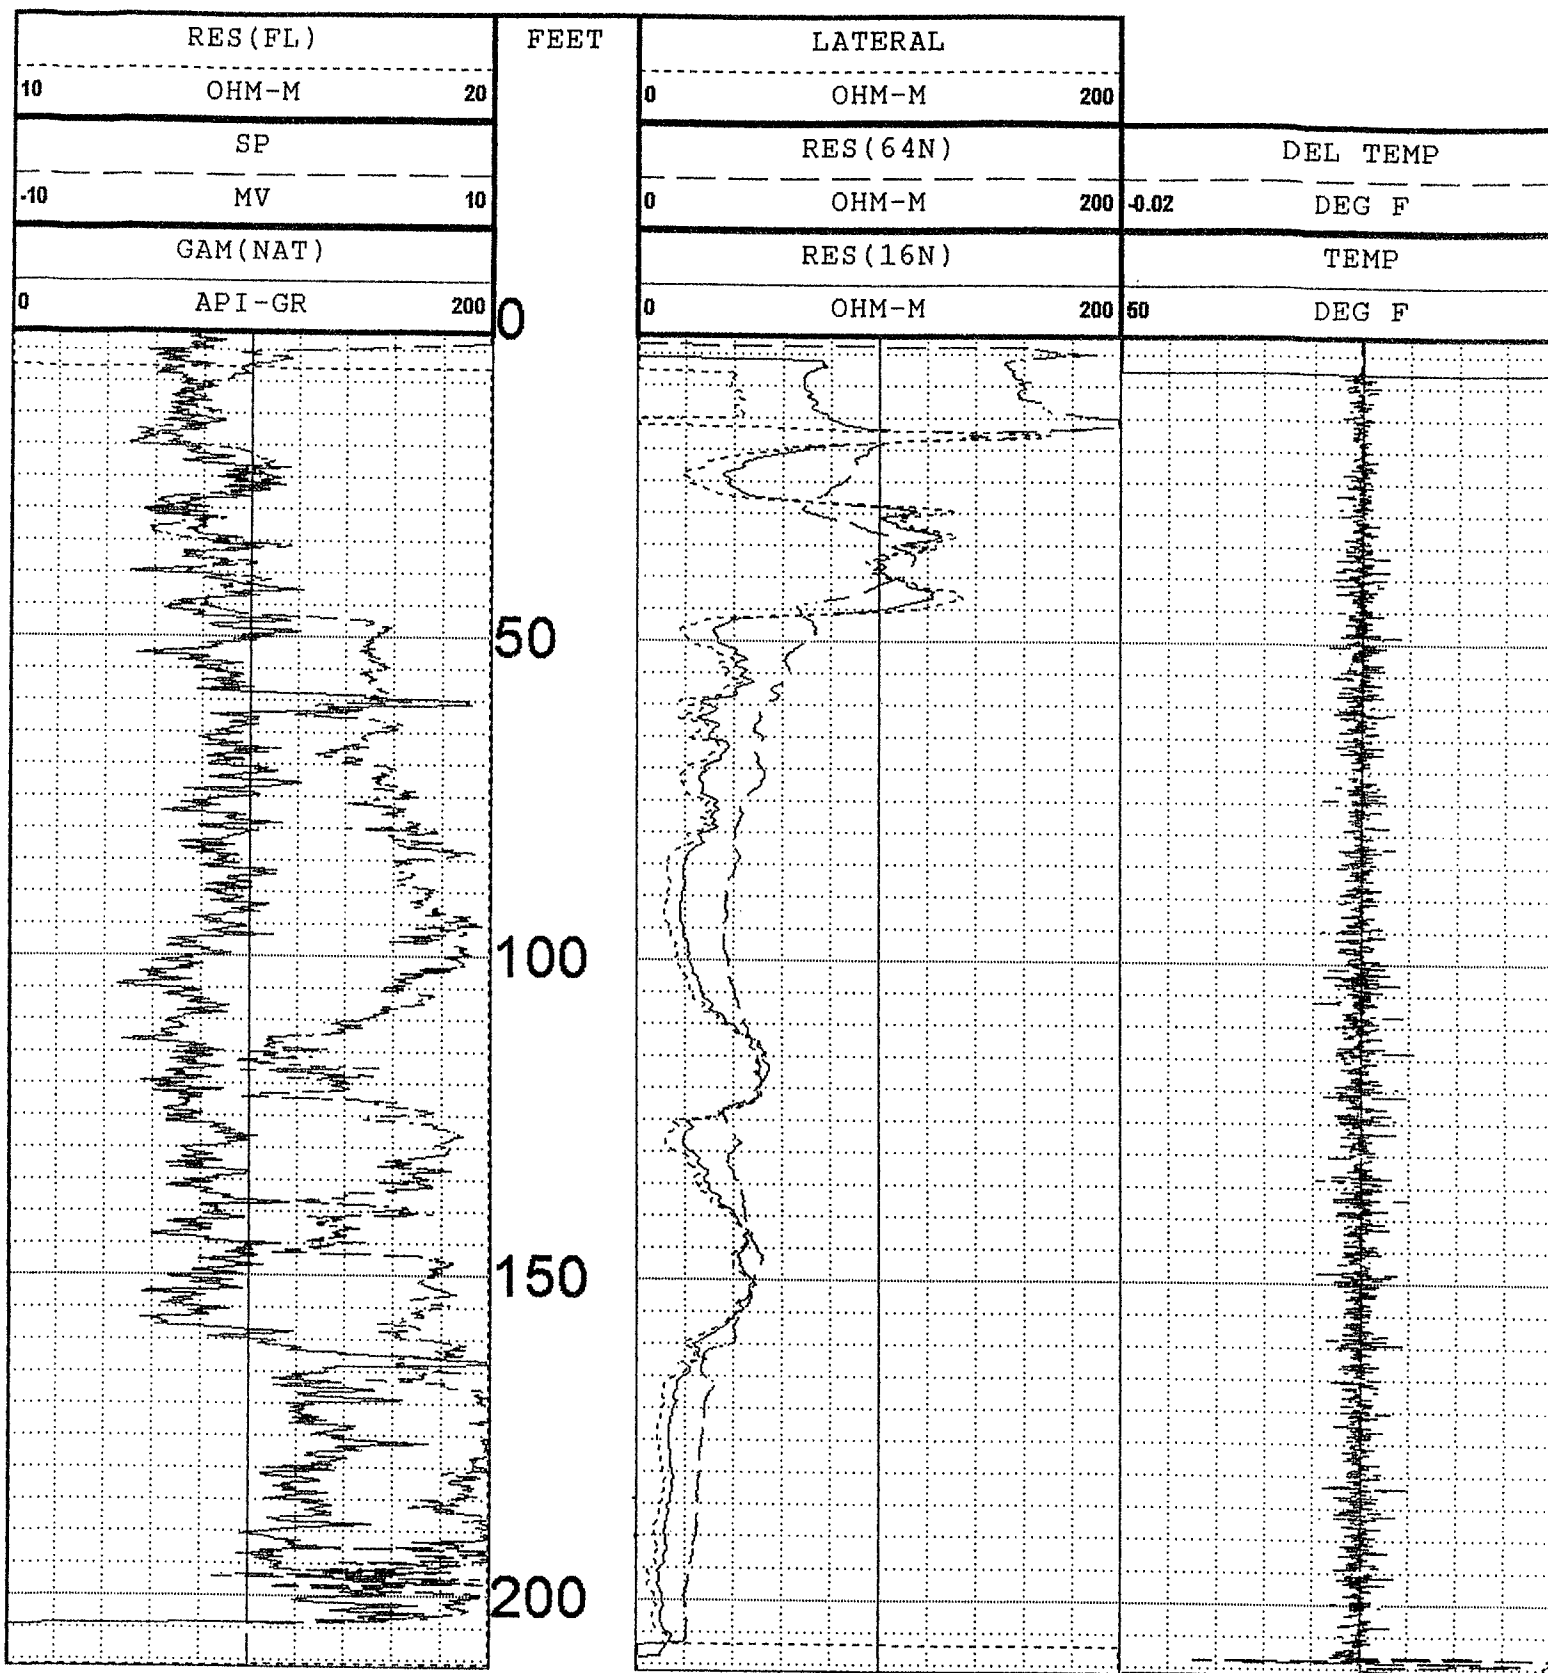 RES(FL)
10 OHM-M 20
SP
-10 MV 10
GAM(NAT)
0 API-GR 200
FEET
LATERAL
0 OHM-M 200
RES(64N)
0 OHM-M 200
RES(16N)
0 OHM-M 200
DEL TEMP
-0.02 DEG F
TEMP
50 DEG F
0
50
100
150
200